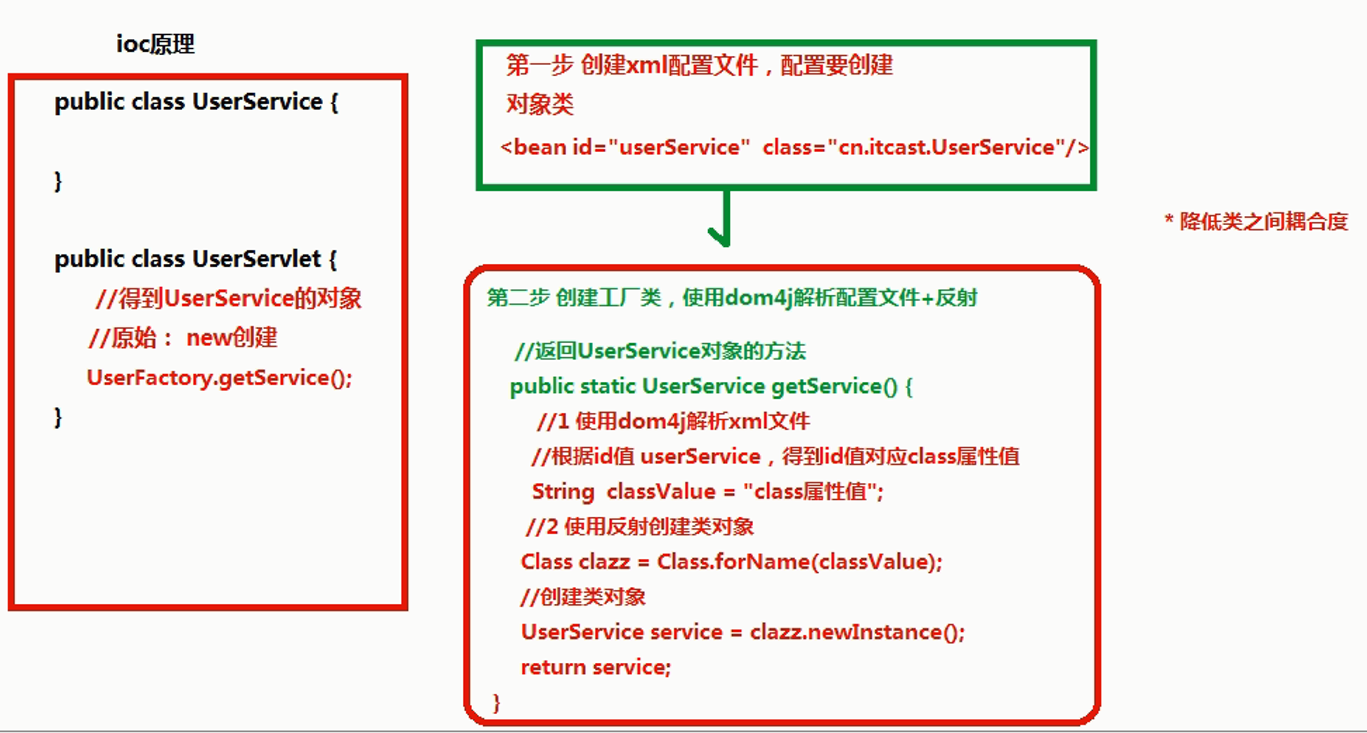 ioc原理
public class UserService {
}
public class UserServlet {
//得到UserService的对象
//原始： new创建
UserFactory.getService();
}
第一步 创建xml配置文件，配置要创建
对象类
<bean id="userService" class="cn.itcast.UserService"/>
* 降低类之间耦合度
第二步 创建工厂类，使用dom4j解析配置文件+反射
//返回UserService对象的方法
public static UserService getService() {
//1 使用dom4j解析xml文件
//根据id值 userService，得到id值对应class属性值
String classValue = "class属性值";
//2 使用反射创建类对象
Class clazz = Class.forName(classValue);
//创建类对象
UserService service = clazz.newInstance();
return service;
}